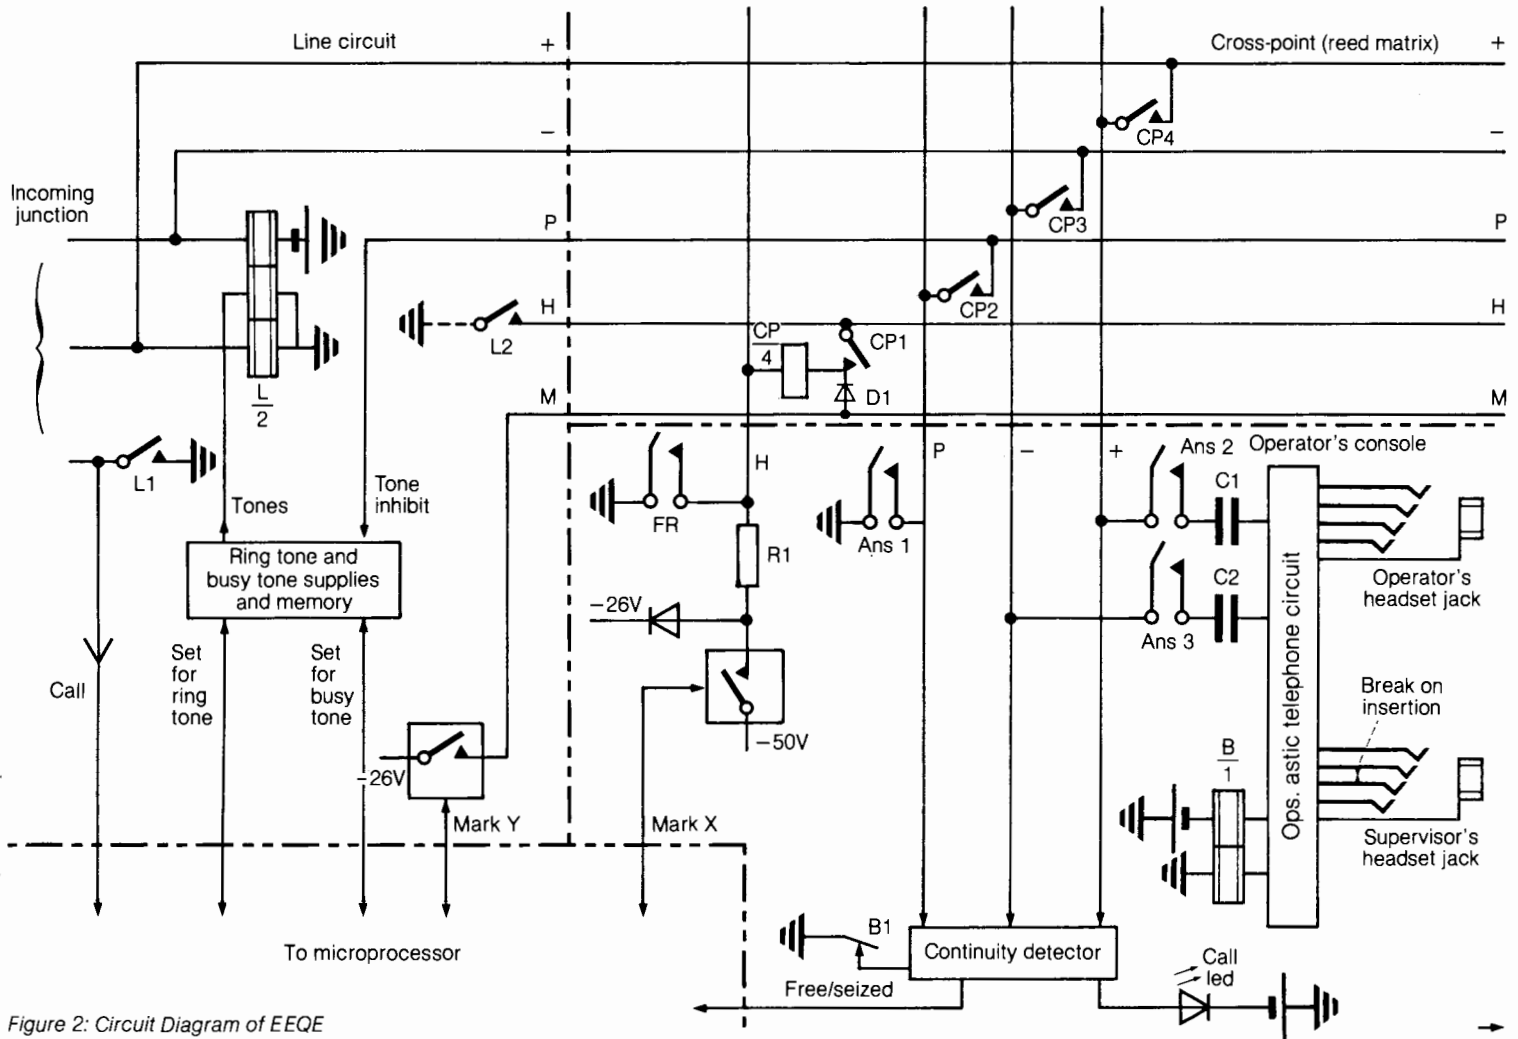 Line circuit
+
Cross-point (reed matrix)
+
CP4
−
−
Incoming
junction
CP3
P
P
CP2
H
H
L2
CP
4
CP1
L
2
M
D1
M
L1
Tones
Tone
inhibit
FR
H
R1
Ans 1
P
−
+
Ans 2
Operator's console
C1
Ring tone and
busy tone supplies
and memory
−26V
C2
Ans 3
Operator's
headset jack
Ops. astic telephone circuit
Call
Set
for
ring
tone
Set
for
busy
tone
−50V
Break on
insertion
−26V
Mark Y
Mark X
B
1
Supervisor's
headset jack
To microprocessor
B1
Continuity detector
Call
led
Free/seized
Figure 2: Circuit Diagram of EEQE